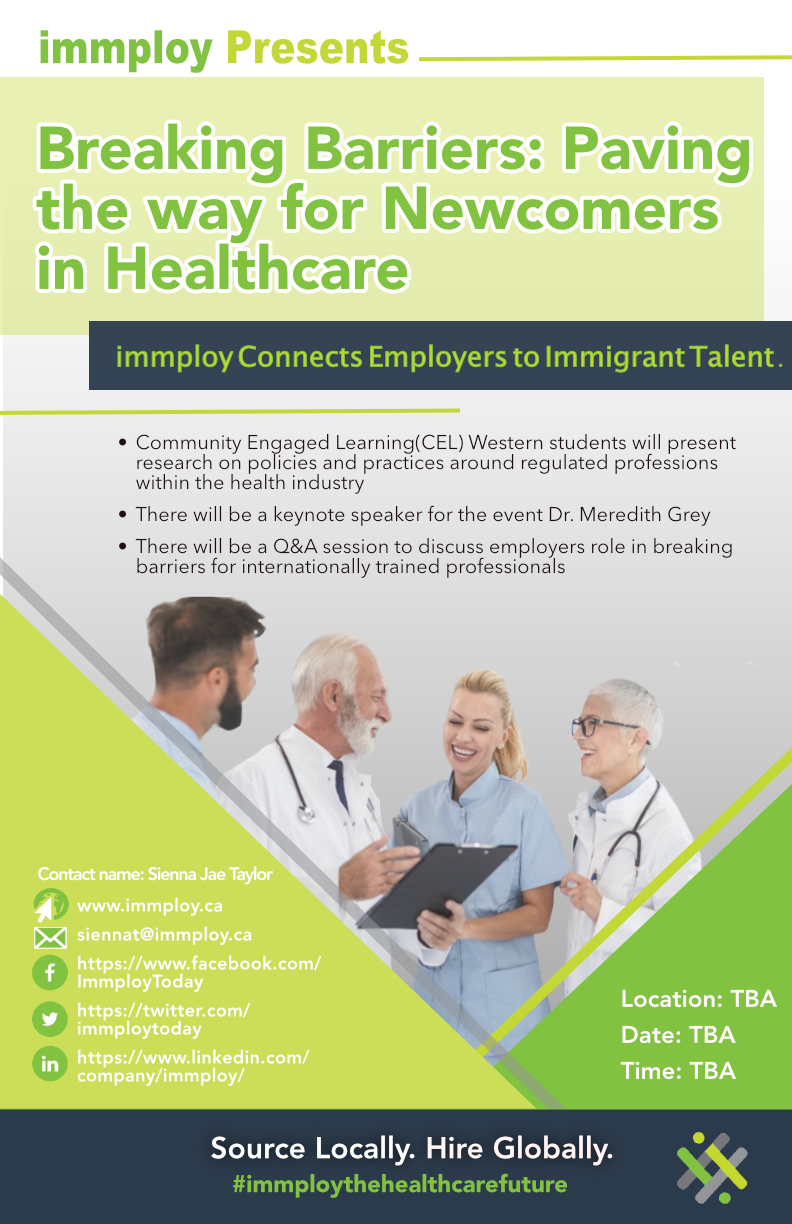 immploy Presents
Breaking Barriers: Paving
the way for Newcomers
in Healthcare
immploy Connects Employers to Immigrant Talent.
• Community Engaged Learning(CEL) Western students will present
research on policies and practices around regulated professions
within the health industry
• There will be a keynote speaker for the event Dr. Meredith Grey
• There will be a Q&A session to discuss employers role in breaking
barriers for internationally trained professionals
Contact name: Sienna Jae Taylor
www.immploy.ca
siennat@immploy.ca
https://www.facebook.com/
ImmployToday
https://twitter.com/
immploytoday
https://www.linkedin.com/
company/immploy/
Location: TBA
Date: TBA
Time: TBA
Source Locally. Hire Globally.
#immploythehealthcarefuture